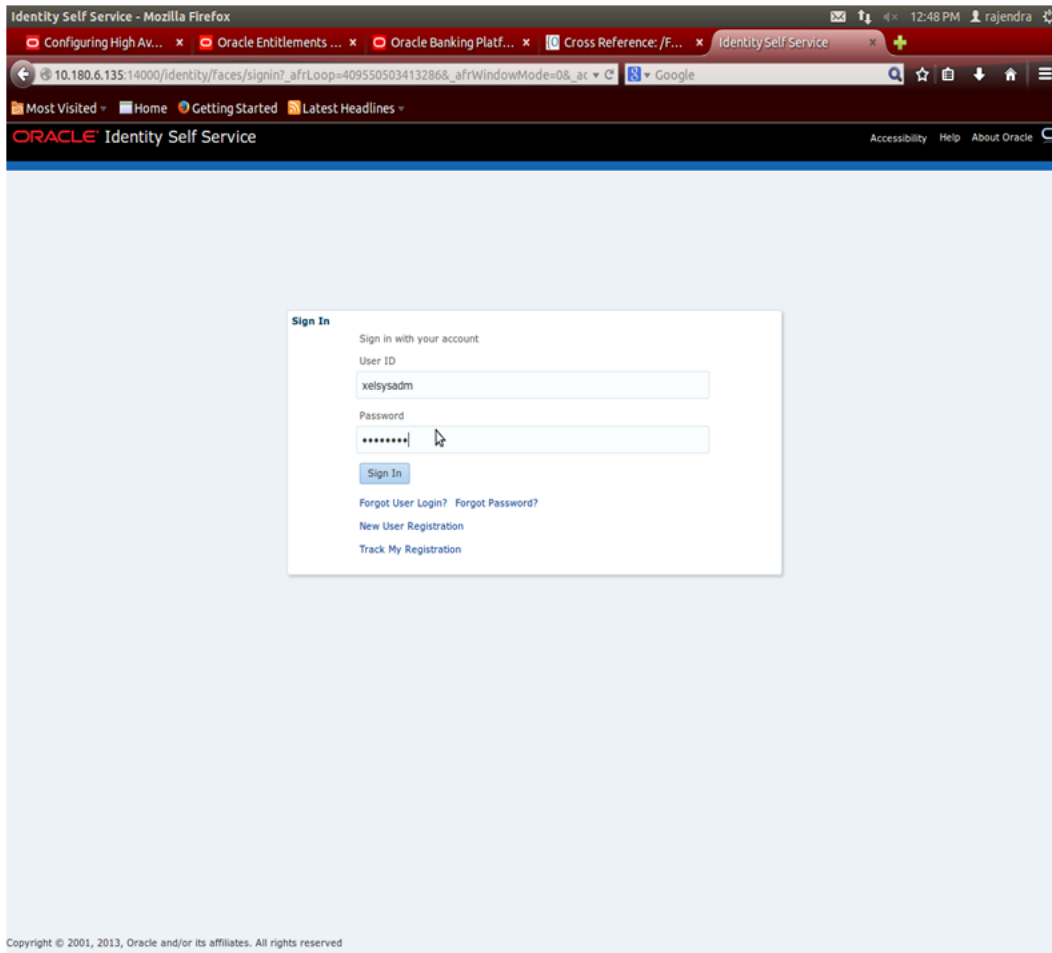 Identity Self Service - Mozilla Firefox 12:48 PM rajendra
Configuring High Av... Oracle Entitlements ... Oracle Banking Platf... Cross Reference: /F... Identity Self Service
10.180.6.135:14000/identity/faces/signin?_afrLoop=4095505034132868&_afrWindowMode=0&_ac Google
Most Visited Home Getting Started Latest Headlines
ORACLE Identity Self Service Accessibility Help About Oracle
Sign In
Sign in with your account
User ID
xelsysadm
Password
••••••••
Sign In
Forgot User Login? Forgot Password?
New User Registration
Track My Registration
Copyright © 2001, 2013, Oracle and/or its affiliates. All rights reserved